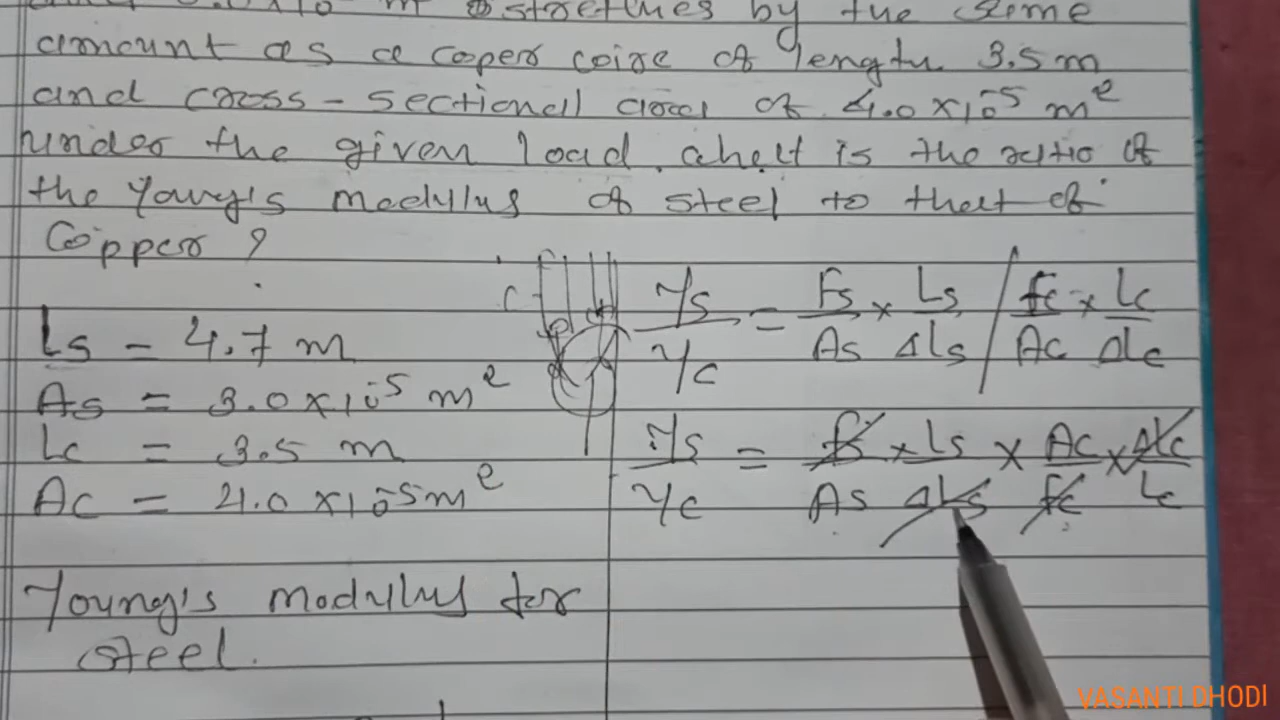 stretches by the same
amount as a coper coire of length 3.5 m
and cross-sectional area of 4.0 × 10⁻⁵ m²
under the given load. what is the ratio of
the Young's modulus of steel to that of
Copper ?
Ls = 4.7 m
As = 3.0 × 10⁻⁵ m²
Lc = 3.5 m
Ac = 4.0 × 10⁻⁵ m²
Young's modulus for
steel.
Ys/Yc = Fs/As × Ls/Δls / fc/Ac × Lc/Δlc
Ys/Yc = fs/As × Ls/Δls × Ac/fc × Δlc/Lc
VASANTI DHODI